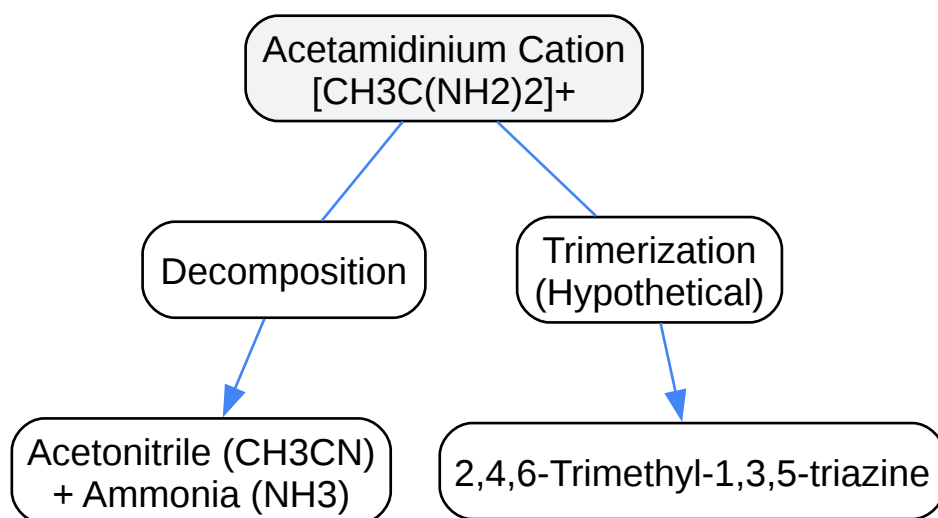 Acetamidinium Cation
[CH3C(NH2)2]+
Decomposition
Trimerization
(Hypothetical)
Acetonitrile (CH3CN)
+ Ammonia (NH3)
2,4,6-Trimethyl-1,3,5-triazine